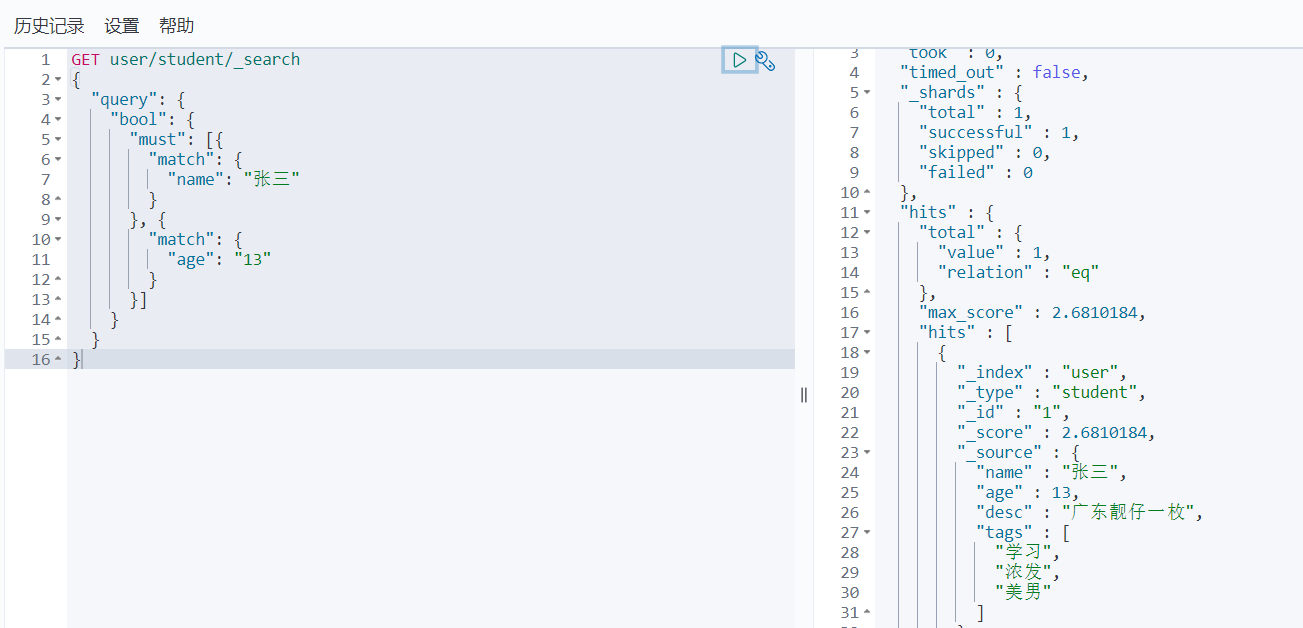 历史记录 设置 帮助
1 GET user/student/_search
2 {
3 "query": {
4 "bool": {
5 "must": [{
6 "match": {
7 "name": "张三"
8 }
9 }, {
10 "match": {
11 "age": "13"
12 }
13 }]
14 }
15 }
16 }
3 "took" : 0,
4 "timed_out" : false,
5 "_shards" : {
6 "total" : 1,
7 "successful" : 1,
8 "skipped" : 0,
9 "failed" : 0
10 },
11 "hits" : {
12 "total" : {
13 "value" : 1,
14 "relation" : "eq"
15 },
16 "max_score" : 2.6810184,
17 "hits" : [
18 {
19 "_index" : "user",
20 "_type" : "student",
21 "_id" : "1",
22 "_score" : 2.6810184,
23 "_source" : {
24 "name" : "张三",
25 "age" : 13,
26 "desc" : "广东靓仔一枚",
27 "tags" : [
28 "学习",
29 "浓发",
30 "美男"
31 ]